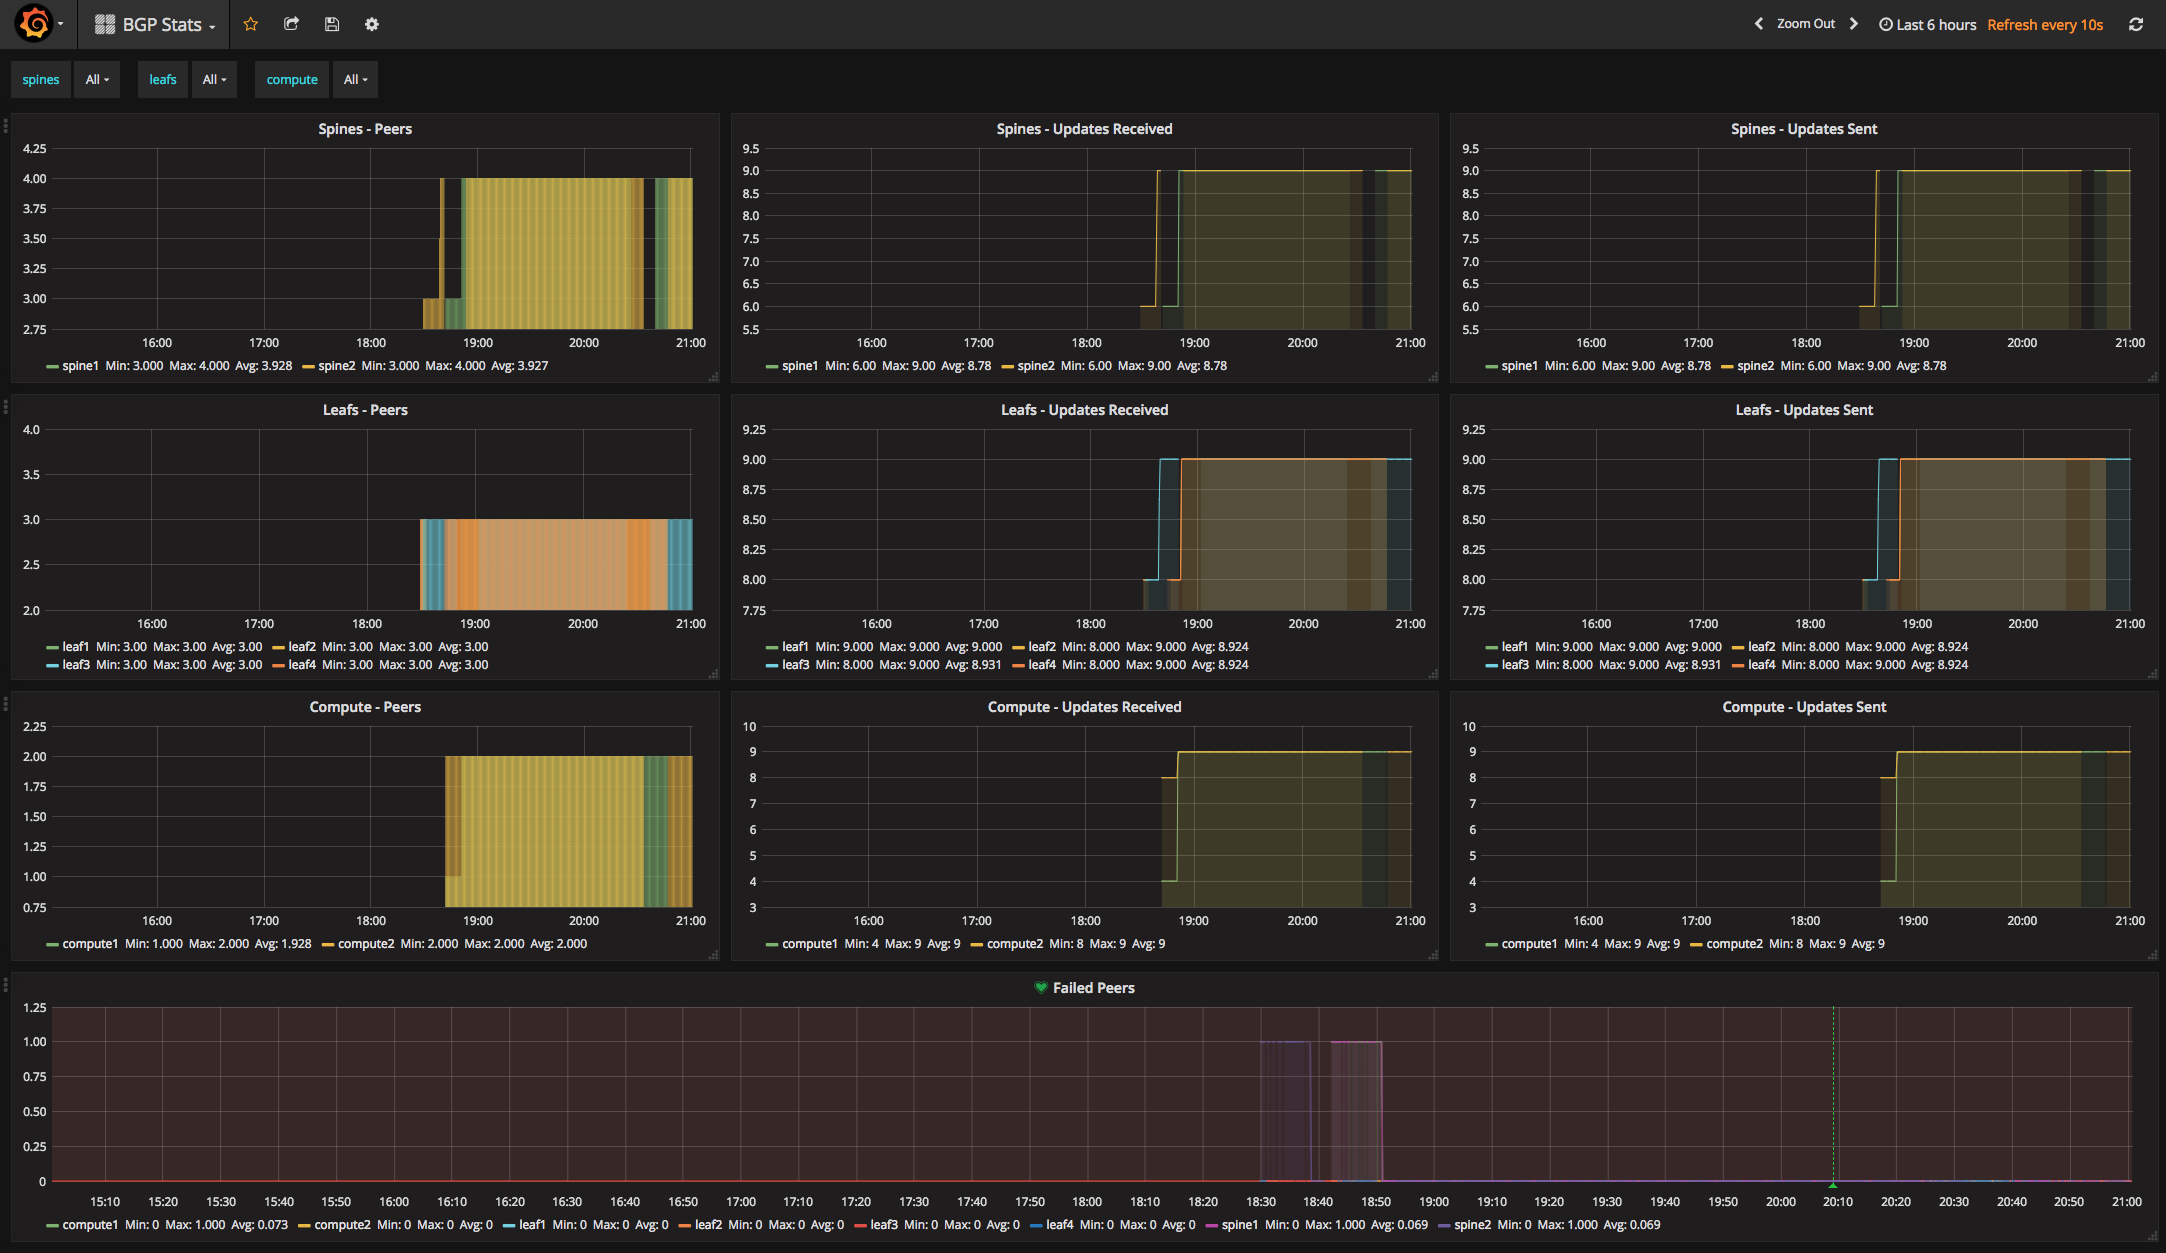 BGP Stats
Zoom Out Last 6 hours Refresh every 10s
spines All leafs All compute All
Spines - Peers
4.25
4.00
3.75
3.50
3.25
3.00
2.75
16:00 17:00 18:00 19:00 20:00 21:00
spine1 Min: 3.000 Max: 4.000 Avg: 3.928 spine2 Min: 3.000 Max: 4.000 Avg: 3.927
Spines - Updates Received
9.5
9.0
8.5
8.0
7.5
7.0
6.5
6.0
5.5
16:00 17:00 18:00 19:00 20:00 21:00
spine1 Min: 6.00 Max: 9.00 Avg: 8.78 spine2 Min: 6.00 Max: 9.00 Avg: 8.78
Spines - Updates Sent
9.5
9.0
8.5
8.0
7.5
7.0
6.5
6.0
5.5
16:00 17:00 18:00 19:00 20:00 21:00
spine1 Min: 6.00 Max: 9.00 Avg: 8.78 spine2 Min: 6.00 Max: 9.00 Avg: 8.78
Leafs - Peers
4.0
3.5
3.0
2.5
2.0
16:00 17:00 18:00 19:00 20:00 21:00
leaf1 Min: 3.00 Max: 3.00 Avg: 3.00 leaf2 Min: 3.00 Max: 3.00 Avg: 3.00
leaf3 Min: 3.00 Max: 3.00 Avg: 3.00 leaf4 Min: 3.00 Max: 3.00 Avg: 3.00
Leafs - Updates Received
9.25
9.00
8.75
8.50
8.25
8.00
7.75
16:00 17:00 18:00 19:00 20:00 21:00
leaf1 Min: 9.000 Max: 9.000 Avg: 9.000 leaf2 Min: 8.000 Max: 9.000 Avg: 8.924
leaf3 Min: 8.000 Max: 9.000 Avg: 8.931 leaf4 Min: 8.000 Max: 9.000 Avg: 8.924
Leafs - Updates Sent
9.25
9.00
8.75
8.50
8.25
8.00
7.75
16:00 17:00 18:00 19:00 20:00 21:00
leaf1 Min: 9.000 Max: 9.000 Avg: 9.000 leaf2 Min: 8.000 Max: 9.000 Avg: 8.924
leaf3 Min: 8.000 Max: 9.000 Avg: 8.931 leaf4 Min: 8.000 Max: 9.000 Avg: 8.924
Compute - Peers
2.25
2.00
1.75
1.50
1.25
1.00
0.75
16:00 17:00 18:00 19:00 20:00 21:00
compute1 Min: 1.000 Max: 2.000 Avg: 1.928 compute2 Min: 2.000 Max: 2.000 Avg: 2.000
Compute - Updates Received
10
9
8
7
6
5
4
3
16:00 17:00 18:00 19:00 20:00 21:00
compute1 Min: 4 Max: 9 Avg: 9 compute2 Min: 8 Max: 9 Avg: 9
Compute - Updates Sent
10
9
8
7
6
5
4
3
16:00 17:00 18:00 19:00 20:00 21:00
compute1 Min: 4 Max: 9 Avg: 9 compute2 Min: 8 Max: 9 Avg: 9
Failed Peers
1.25
1.00
0.75
0.50
0.25
0
15:10 15:20 15:30 15:40 15:50 16:00 16:10 16:20 16:30 16:40 16:50 17:00 17:10 17:20 17:30 17:40 17:50 18:00 18:10 18:20 18:30 18:40 18:50 19:00 19:10 19:20 19:30 19:40 19:50 20:00 20:10 20:20 20:30 20:40 20:50 21:00
compute1 Min: 0 Max: 1.000 Avg: 0.073 compute2 Min: 0 Max: 0 Avg: 0 leaf1 Min: 0 Max: 0 Avg: 0 leaf2 Min: 0 Max: 0 Avg: 0 leaf3 Min: 0 Max: 0 Avg: 0 leaf4 Min: 0 Max: 0 Avg: 0 spine1 Min: 0 Max: 1.000 Avg: 0.069 spine2 Min: 0 Max: 1.000 Avg: 0.069